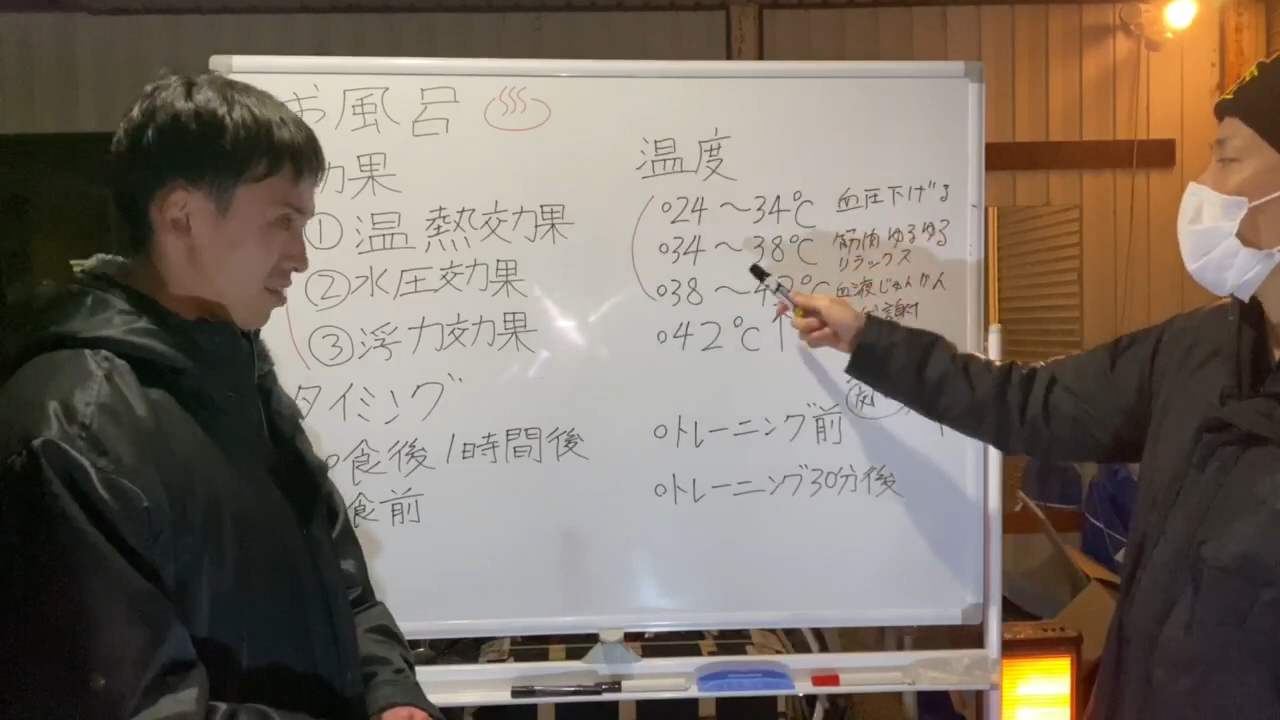 お風呂
効果
①温熱効果
②水圧効果
③浮力効果
タイミング
食後1時間後
食前
温度
24〜34℃ 血圧下げる
34〜38℃ 筋肉ゆるゆる
リラックス
38〜42℃ 血液じゅんかん
代謝
42℃↑
トレーニング前
トレーニング30分後